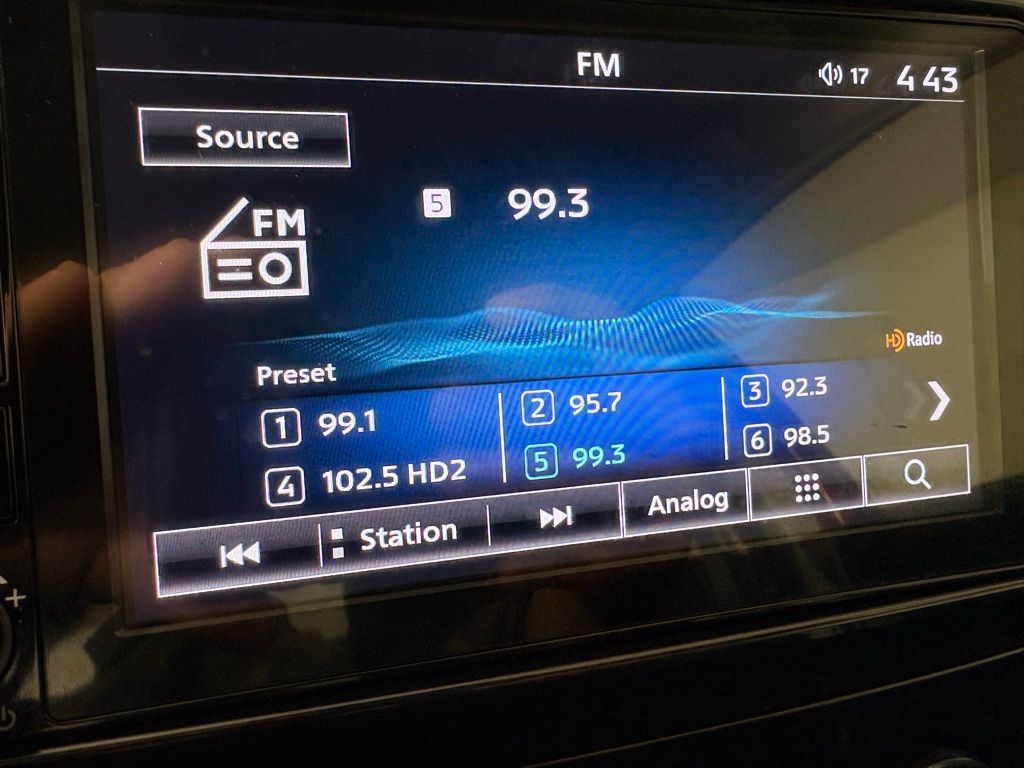 FM 17 4 43
Source
FM
5 99.3
HD Radio
Preset
1 99.1 2 95.7 3 92.3
4 102.5 HD2 5 99.3 6 98.5
Station Analog